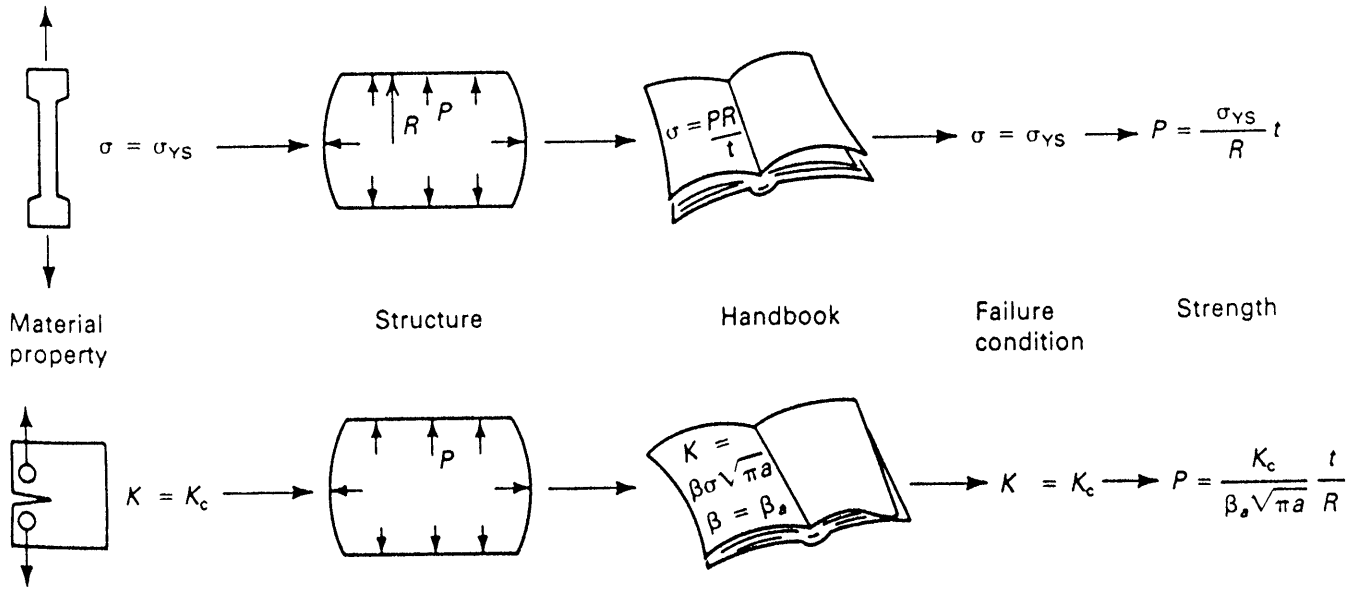 σ = σ_YS
R
P
σ = PR/t
σ = σ_YS
P = σ_YS/R t
Material
property
Structure
Handbook
Failure
condition
Strength
K = K_c
P
K =
βσ√πa
β = β_a
K = K_c
P = K_c/β_a√πa t/R